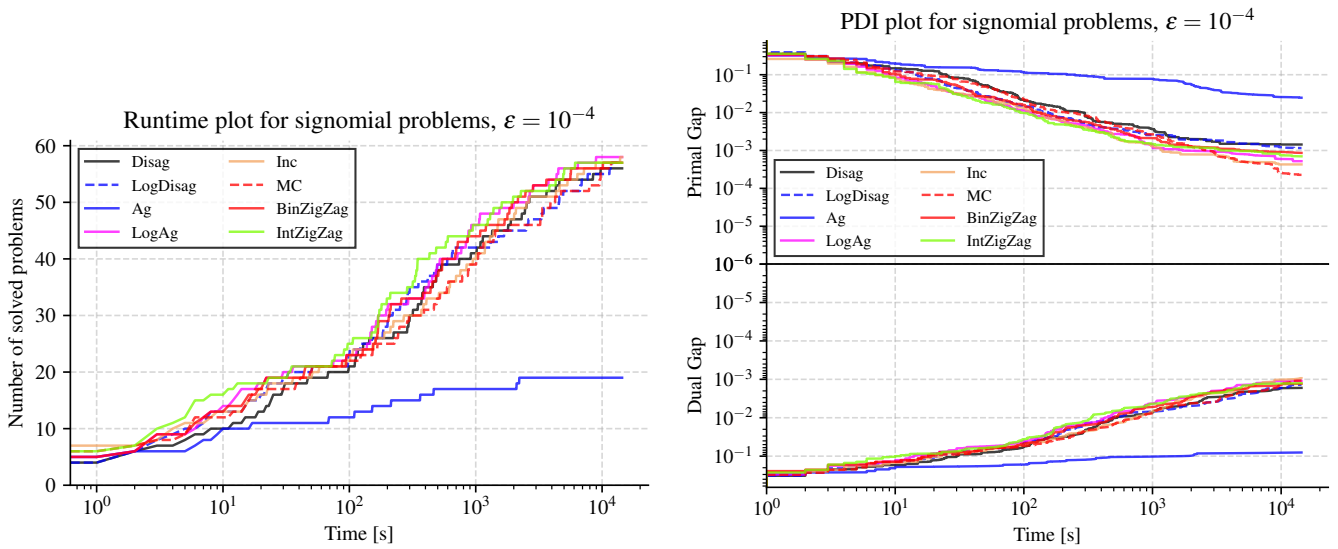 Runtime plot for signomial problems, ε = 10⁻⁴
Number of solved problems
60
50
40
30
20
10
0
Disag
LogDisag
Ag
LogAg
Inc
MC
BinZigZag
IntZigZag
10⁰
10¹
10²
10³
10⁴
Time [s]
PDI plot for signomial problems, ε = 10⁻⁴
Primal Gap
10⁻¹
10⁻²
10⁻³
10⁻⁴
10⁻⁵
10⁻⁶
Disag
LogDisag
Ag
LogAg
Inc
MC
BinZigZag
IntZigZag
Dual Gap
10⁻⁵
10⁻⁴
10⁻³
10⁻²
10⁻¹
10⁰
10¹
10²
10³
10⁴
Time [s]